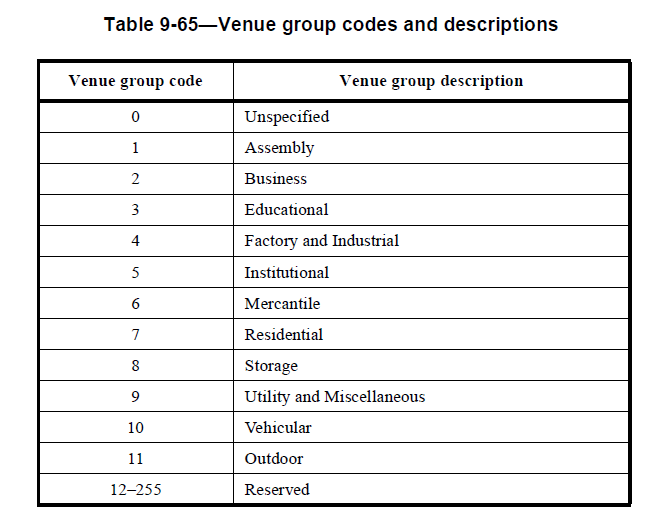 Table 9-65—Venue group codes and descriptions
Venue group code Venue group description
0 Unspecified
1 Assembly
2 Business
3 Educational
4 Factory and Industrial
5 Institutional
6 Mercantile
7 Residential
8 Storage
9 Utility and Miscellaneous
10 Vehicular
11 Outdoor
12–255 Reserved